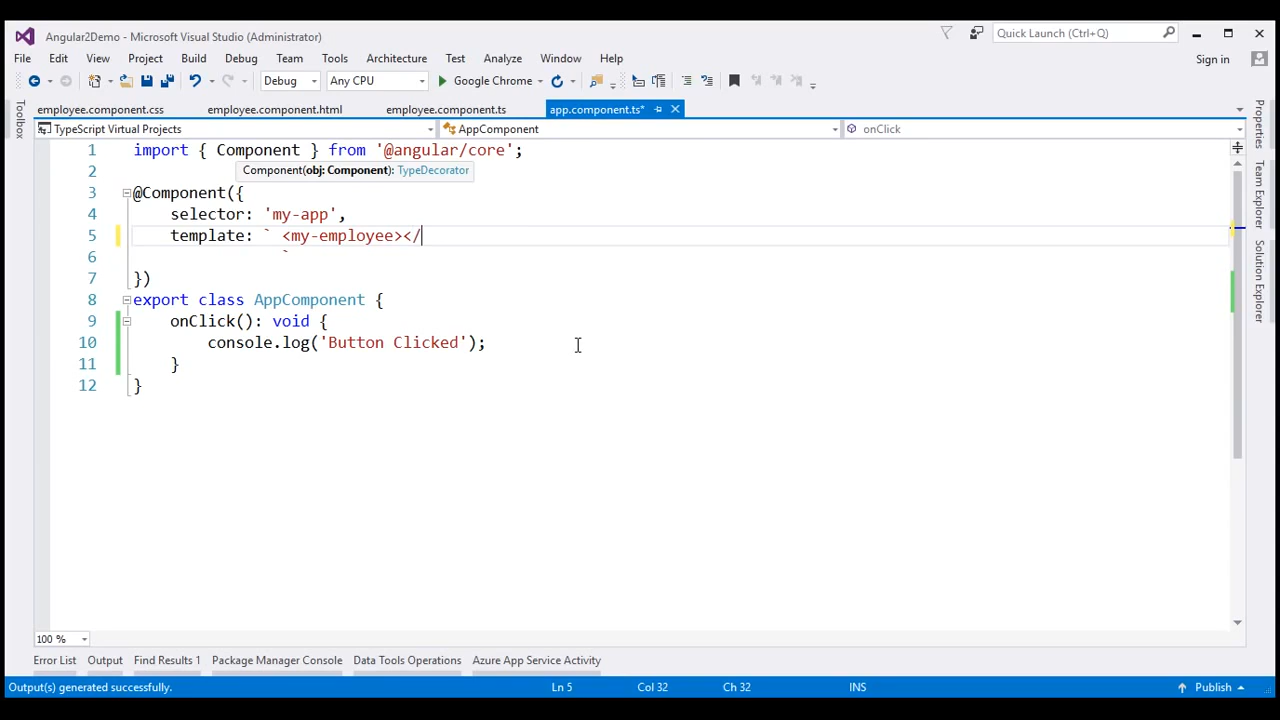 Angular2Demo - Microsoft Visual Studio (Administrator)
Quick Launch (Ctrl+Q)
File Edit View Project Build Debug Team Tools Architecture Test Analyze Window Help
Sign in
Debug Any CPU Google Chrome
employee.component.css employee.component.html employee.component.ts app.component.ts*
TypeScript Virtual Projects AppComponent onClick
Toolbox
Properties
Team Explorer
Solution Explorer
1 import { Component } from '@angular/core';
2 Component(obj: Component): TypeDecorator
3 @Component({
4 selector: 'my-app',
5 template: ` <my-employee></
6 `
7 })
8 export class AppComponent {
9 onClick(): void {
10 console.log('Button Clicked');
11 }
12 }
100 %
Error List Output Find Results 1 Package Manager Console Data Tools Operations Azure App Service Activity
Output(s) generated successfully. Ln 5 Col 32 Ch 32 INS Publish